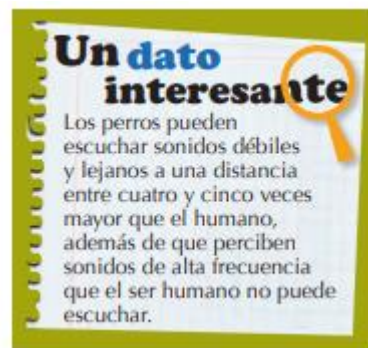 Un dato
interesante
Los perros pueden
escuchar sonidos débiles
y lejanos a una distancia
entre cuatro y cinco veces
mayor que el humano,
además de que perciben
sonidos de alta frecuencia
que el ser humano no puede
escuchar.